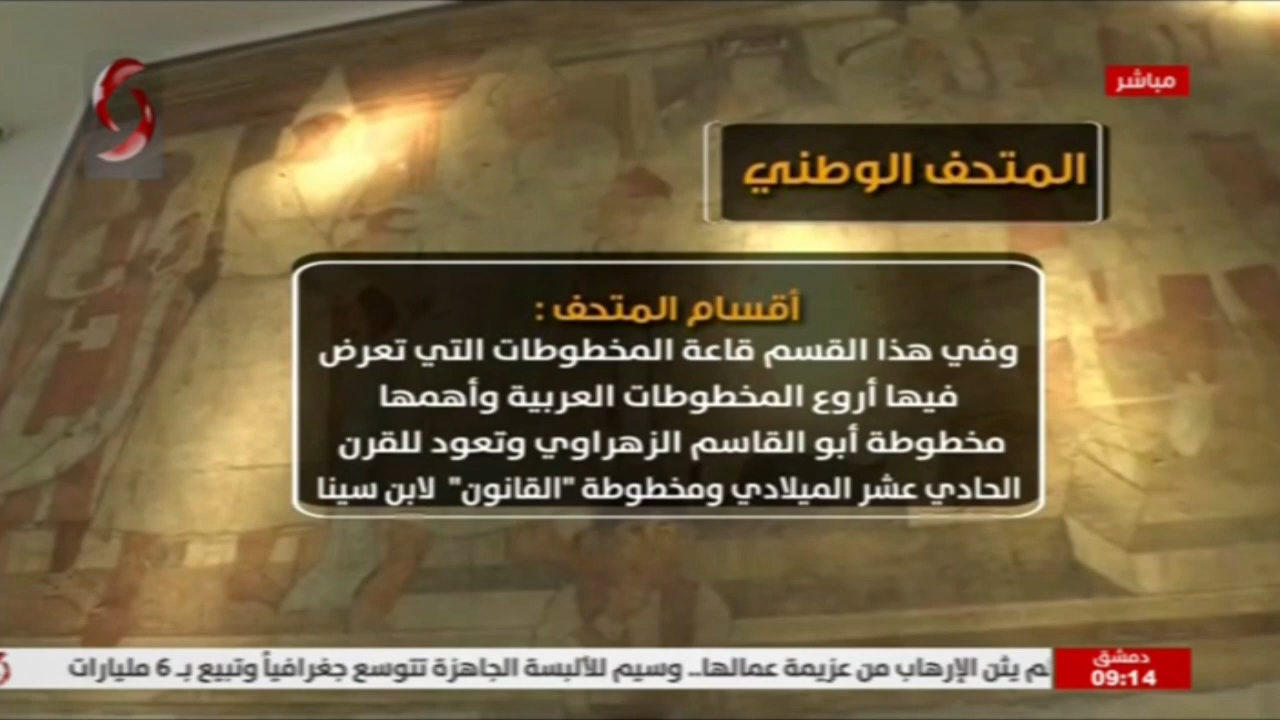 مباشر
المتحف الوطني
أقسام المتحف :
وفي هذا القسم قاعة المخطوطات التي تعرض
فيها أروع المخطوطات العربية وأهمها
مخطوطة أبو القاسم الزهراوي وتعود للقرن
الحادي عشر الميلادي ومخطوطة "القانون" لابن سينا
دمشق
09:14
لم يثن الإرهاب من عزيمة عمالها.. وسيم للألبسة الجاهزة تتوسع جغرافياً وتبيع بـ 6 مليارات